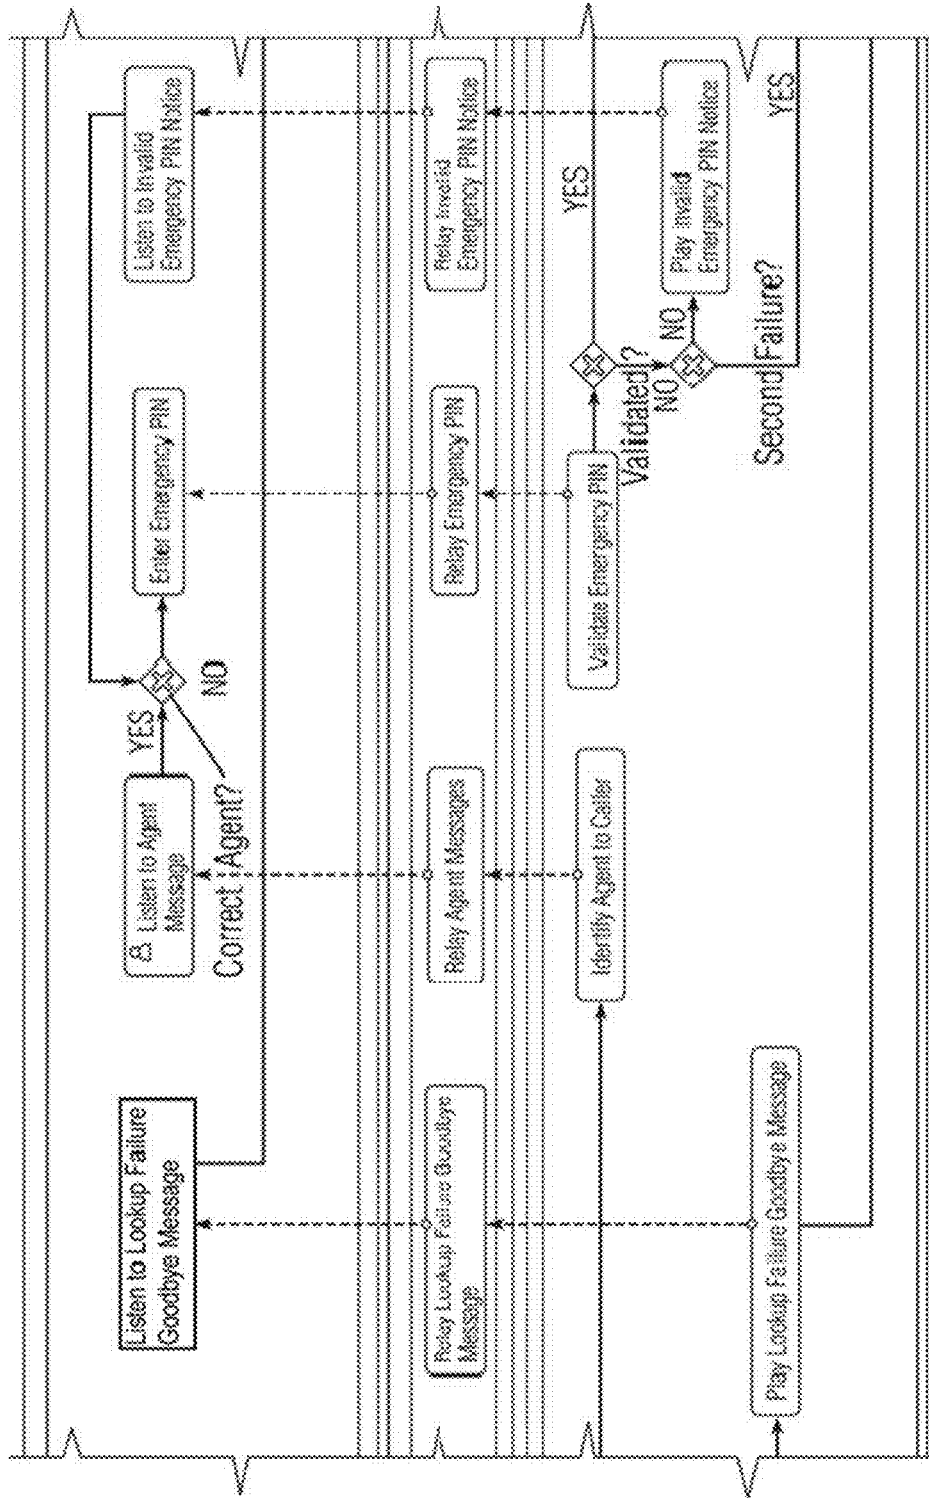 Listen to Lookup Failure
Goodbye Message
Listen to Agent
Message
YES
Correct Agent?
NO
Enter Emergency PIN
Listen to Invalid
Emergency PIN Notice
Relay Lookup Failure Goodbye
Message
Relay Agent Messages
Relay Emergency PIN
Relay Invalid
Emergency PIN Notice
Identify Agent to Caller
Validate Emergency PIN
Validated?
YES
NO
NO
Play Invalid
Emergency PIN Notice
Second Failure?
YES
Play Lookup Failure Goodbye Message